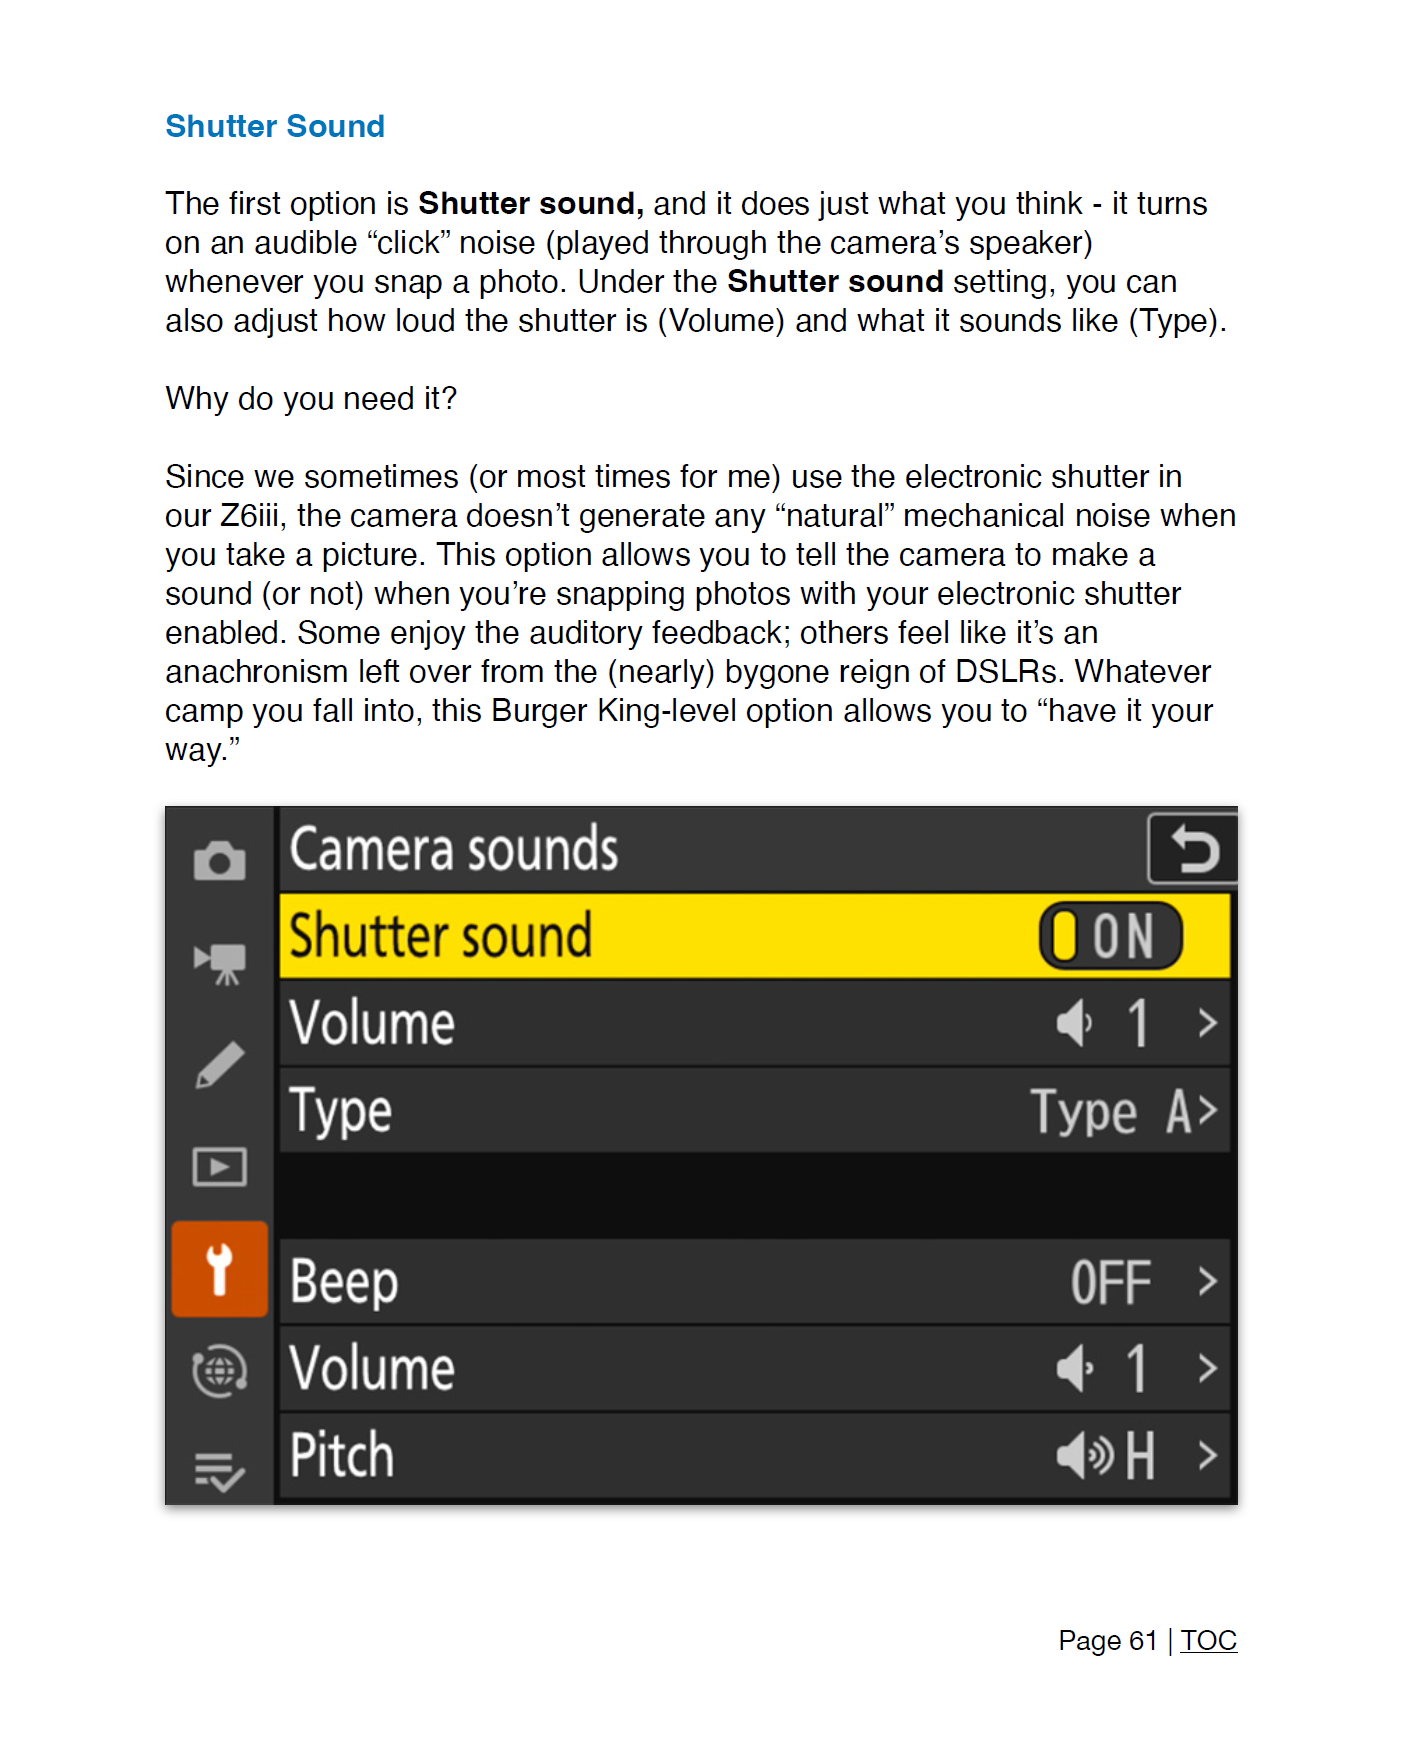 Shutter Sound
The first option is Shutter sound, and it does just what you think - it turns
on an audible “click” noise (played through the camera’s speaker)
whenever you snap a photo. Under the Shutter sound setting, you can
also adjust how loud the shutter is (Volume) and what it sounds like (Type).
Why do you need it?
Since we sometimes (or most times for me) use the electronic shutter in
our Z6iii, the camera doesn’t generate any “natural” mechanical noise when
you take a picture. This option allows you to tell the camera to make a
sound (or not) when you’re snapping photos with your electronic shutter
enabled. Some enjoy the auditory feedback; others feel like it’s an
anachronism left over from the (nearly) bygone reign of DSLRs. Whatever
camp you fall into, this Burger King-level option allows you to “have it your
way.”
Camera sounds
Shutter sound ON
Volume 1 >
Type Type A>
Beep OFF >
Volume 1 >
Pitch H >
Page 61 | TOC